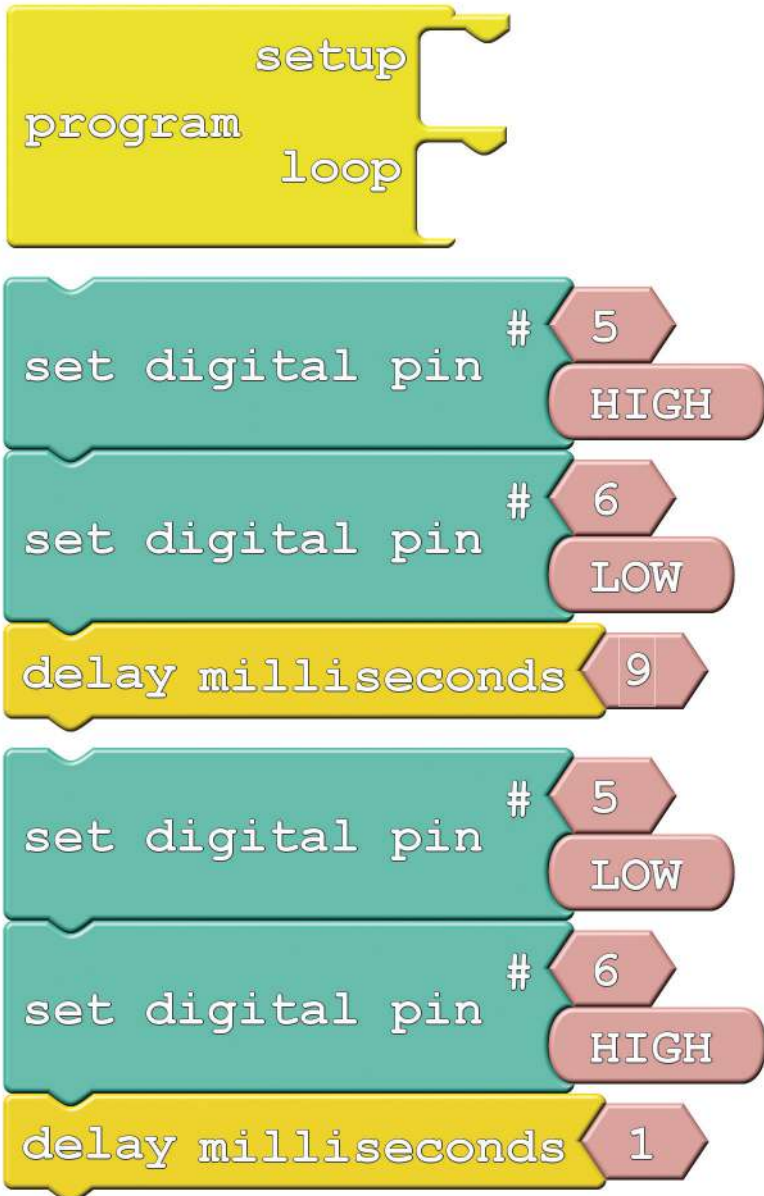 setup
program
loop
# 5
set digital pin
HIGH
# 6
set digital pin
LOW
delay milliseconds 9
# 5
set digital pin
LOW
# 6
set digital pin
HIGH
delay milliseconds 1